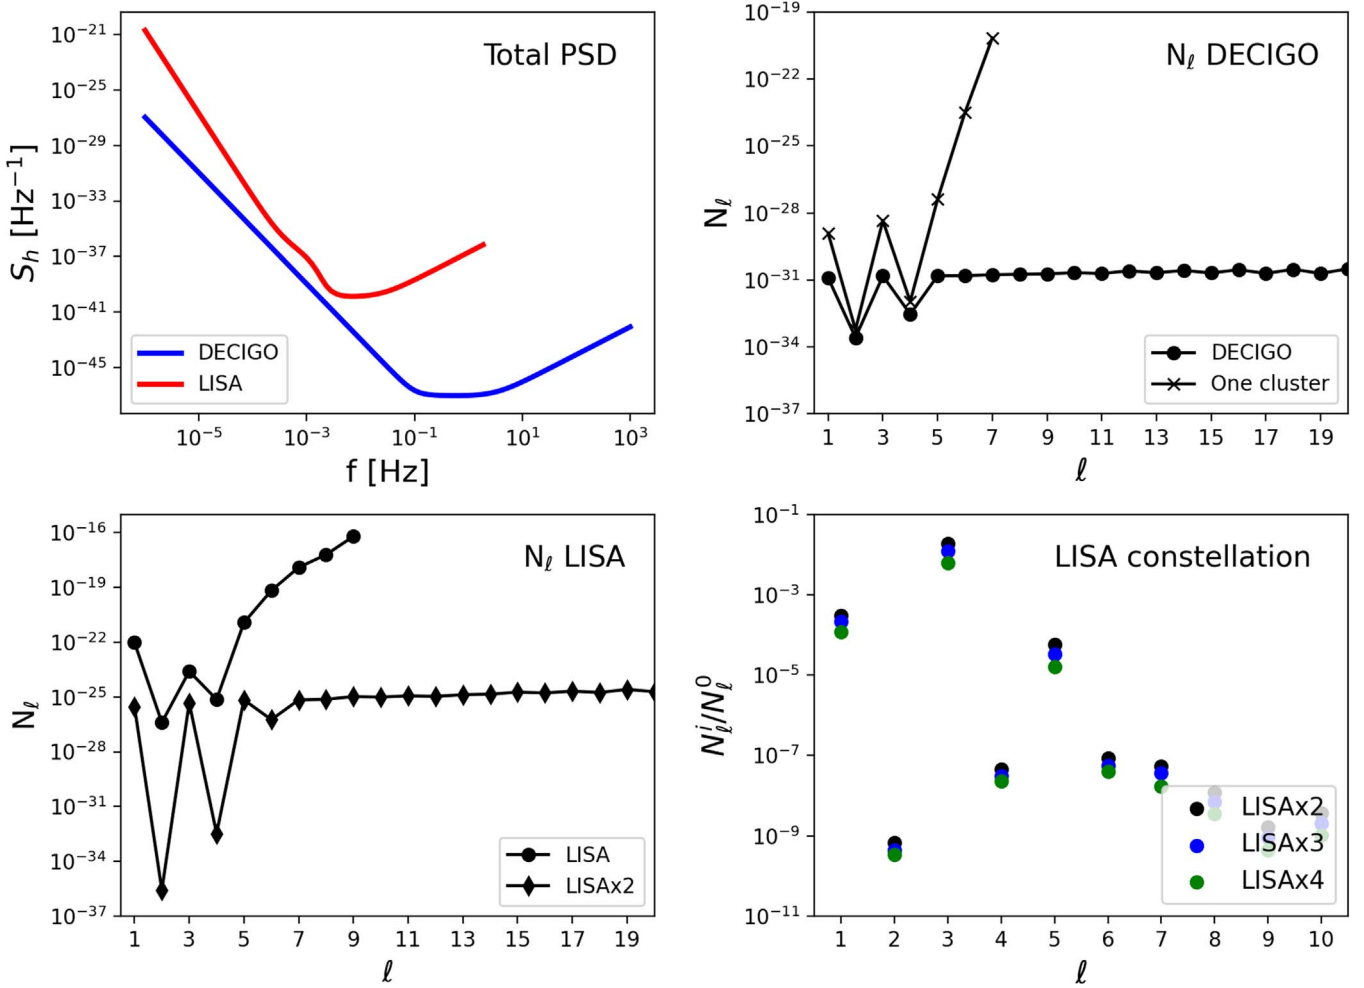 Total PSD
S_h [Hz⁻¹]
10⁻²¹
10⁻²⁵
10⁻²⁹
10⁻³³
10⁻³⁷
10⁻⁴¹
10⁻⁴⁵
DECIGO
LISA
10⁻⁵ 10⁻³ 10⁻¹ 10¹ 10³
f [Hz]
N_ℓ DECIGO
N_ℓ
10⁻¹⁹
10⁻²²
10⁻²⁵
10⁻²⁸
10⁻³¹
10⁻³⁴
10⁻³⁷
DECIGO
One cluster
1 3 5 7 9 11 13 15 17 19
ℓ
N_ℓ LISA
N_ℓ
10⁻¹⁶
10⁻¹⁹
10⁻²²
10⁻²⁵
10⁻²⁸
10⁻³¹
10⁻³⁴
10⁻³⁷
LISA
LISAx2
1 3 5 7 9 11 13 15 17 19
ℓ
LISA constellation
N_ℓ^i/N_ℓ^0
10⁻¹
10⁻³
10⁻⁵
10⁻⁷
10⁻⁹
10⁻¹¹
LISAx2
LISAx3
LISAx4
1 2 3 4 5 6 7 8 9 10
ℓ